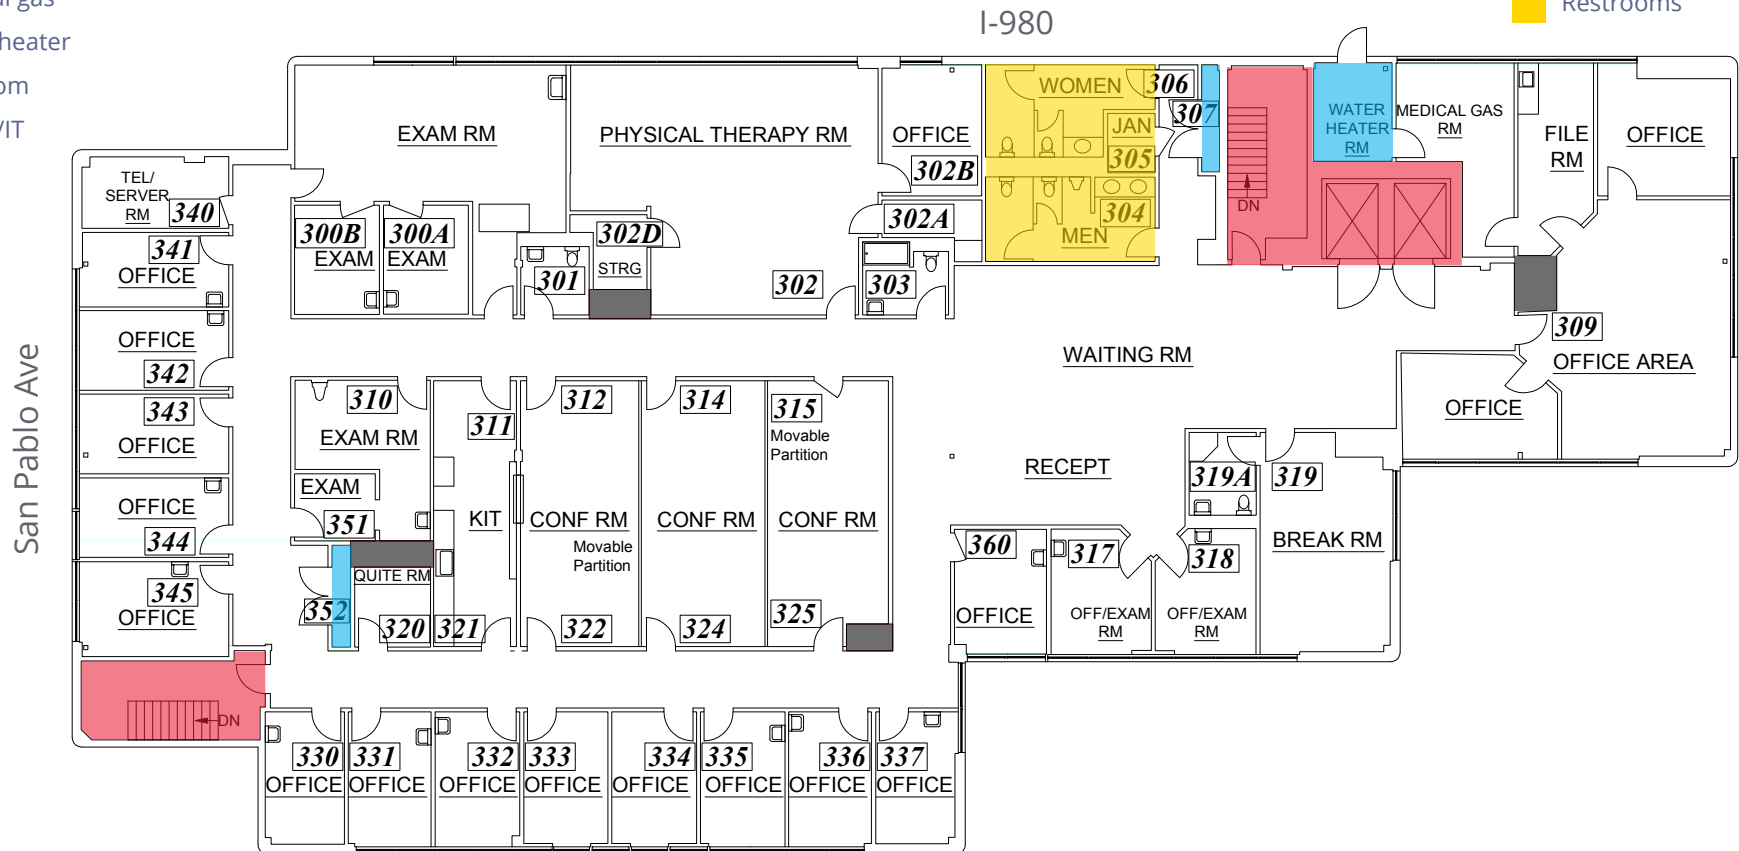 al gas
heater
om
/IT
I-980
Restrooms
San Pablo Ave
WOMEN
306
307
JAN
305
304
MEN
WATER
HEATER
RM
MEDICAL GAS
RM
FILE
RM
OFFICE
DN
EXAM RM
PHYSICAL THERAPY RM
OFFICE
302B
302A
TEL/
SERVER
RM
340
300B
EXAM
300A
EXAM
302D
STRG
301
302
303
341
OFFICE
OFFICE
342
343
OFFICE
OFFICE
344
345
OFFICE
WAITING RM
309
OFFICE AREA
OFFICE
310
EXAM RM
311
312
314
315
Movable
Partition
EXAM
351
KIT
CONF RM
CONF RM
CONF RM
Movable
Partition
QUITE RM
352
320
321
322
324
325
RECEPT
319A
319
BREAK RM
360
OFFICE
317
OFF/EXAM
RM
318
OFF/EXAM
RM
DN
330
OFFICE
331
OFFICE
332
OFFICE
333
OFFICE
334
OFFICE
335
OFFICE
336
OFFICE
337
OFFICE